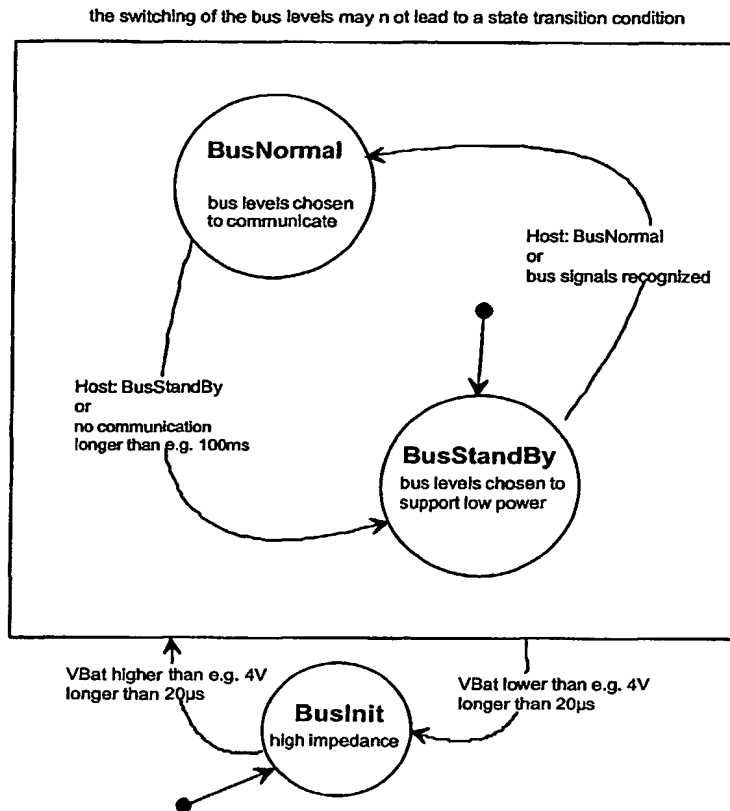 the switching of the bus levels may n ot lead to a state transition condition
BusNormal
bus levels chosen
to communicate
Host: BusNormal
or
bus signals recognized
Host: BusStandBy
or
no communication
longer than e.g. 100ms
BusStandBy
bus levels chosen to
support low power
VBat higher than e.g. 4V
longer than 20µs
VBat lower than e.g. 4V
longer than 20µs
BusInit
high impedance